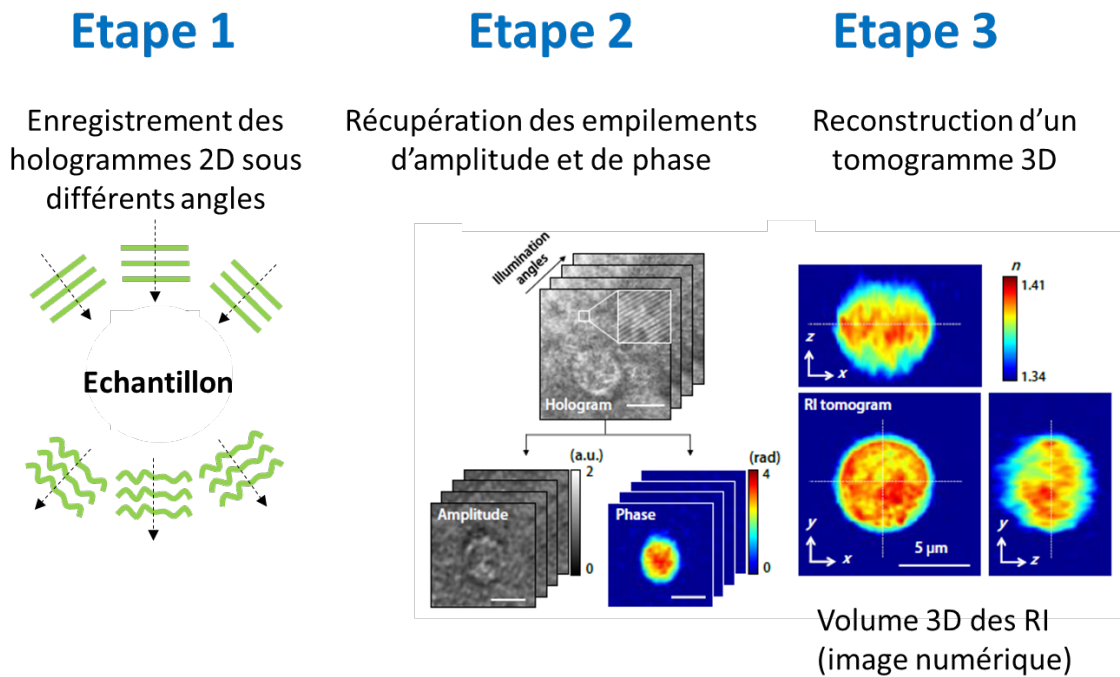 Etape 1
Enregistrement des
hologrammes 2D sous
différents angles
Echantillon
Etape 2
Récupération des empilements
d’amplitude et de phase
Illumination
angles
Hologram
(a.u.)
2
0
Amplitude
(rad)
4
0
Phase
Etape 3
Reconstruction d’un
tomogramme 3D
n
1.41
1.34
z
x
RI tomogram
y
x
5 µm
y
z
Volume 3D des RI
(image numérique)